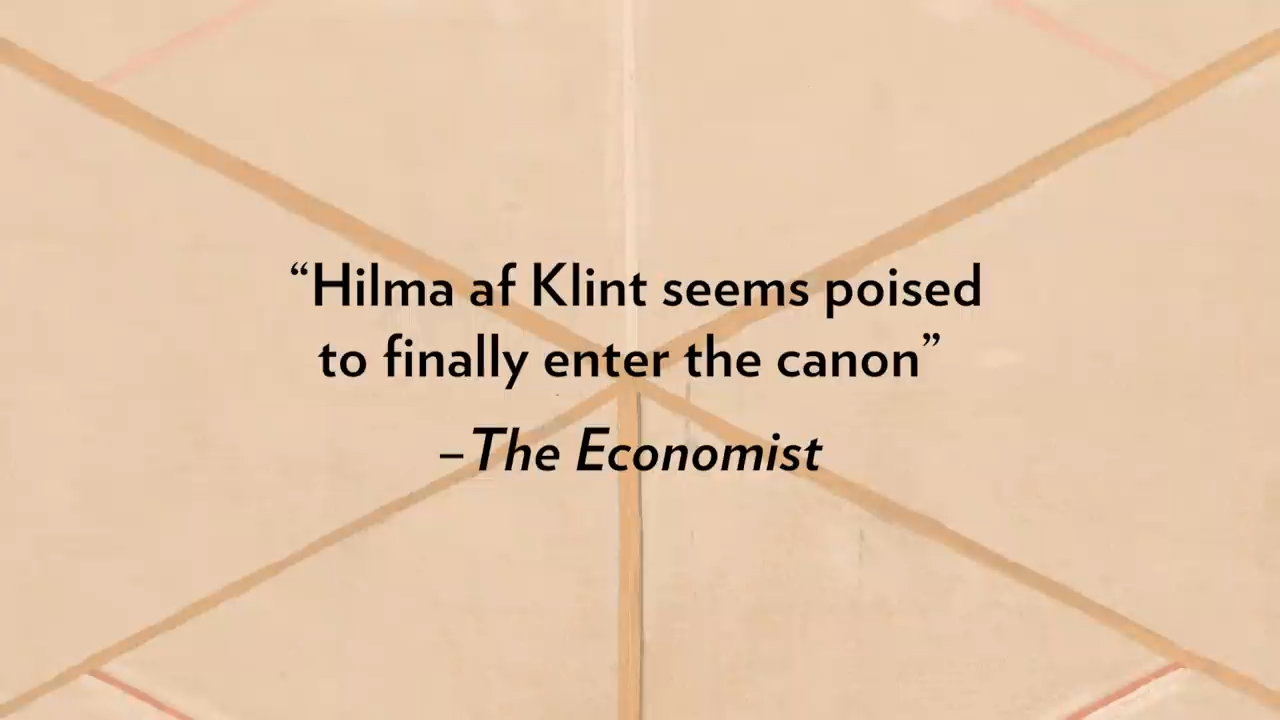 “Hilma af Klint seems poised
to finally enter the canon”
–The Economist